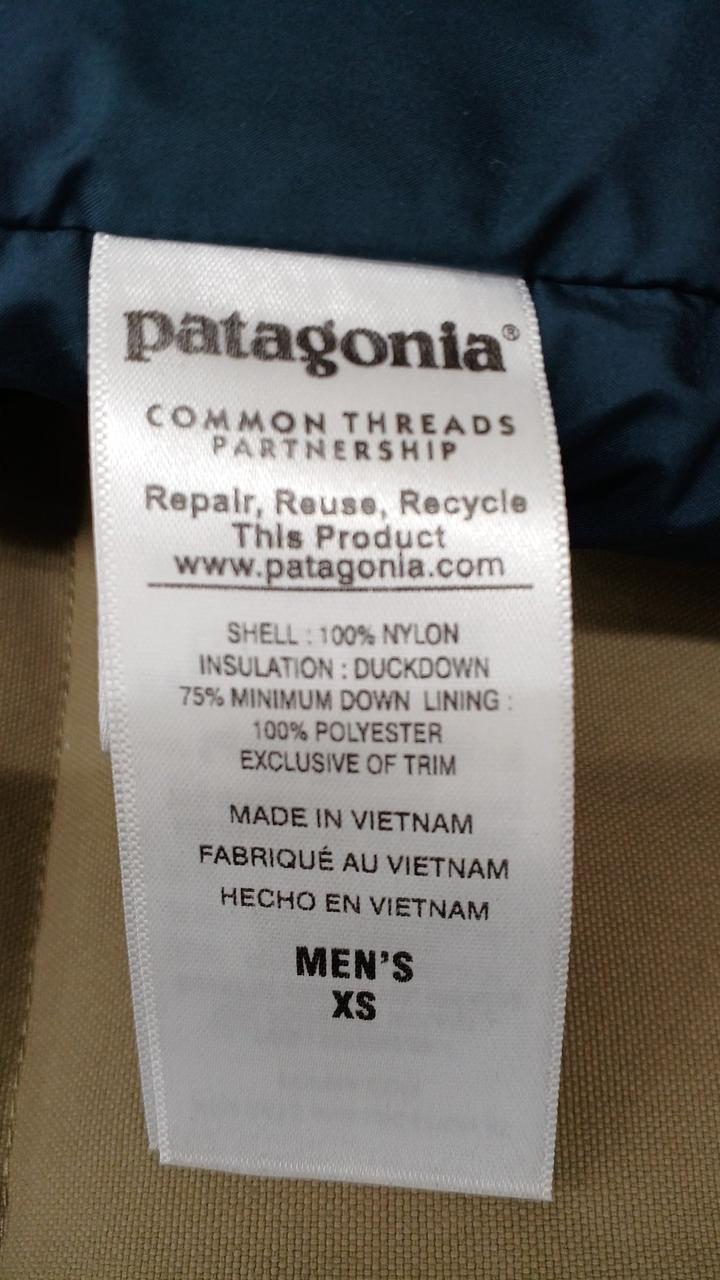 patagonia®
COMMON THREADS
PARTNERSHIP
Repair, Reuse, Recycle
This Product
www.patagonia.com
SHELL : 100% NYLON
INSULATION : DUCKDOWN
75% MINIMUM DOWN LINING :
100% POLYESTER
EXCLUSIVE OF TRIM
MADE IN VIETNAM
FABRIQUÉ AU VIETNAM
HECHO EN VIETNAM
MEN'S
XS